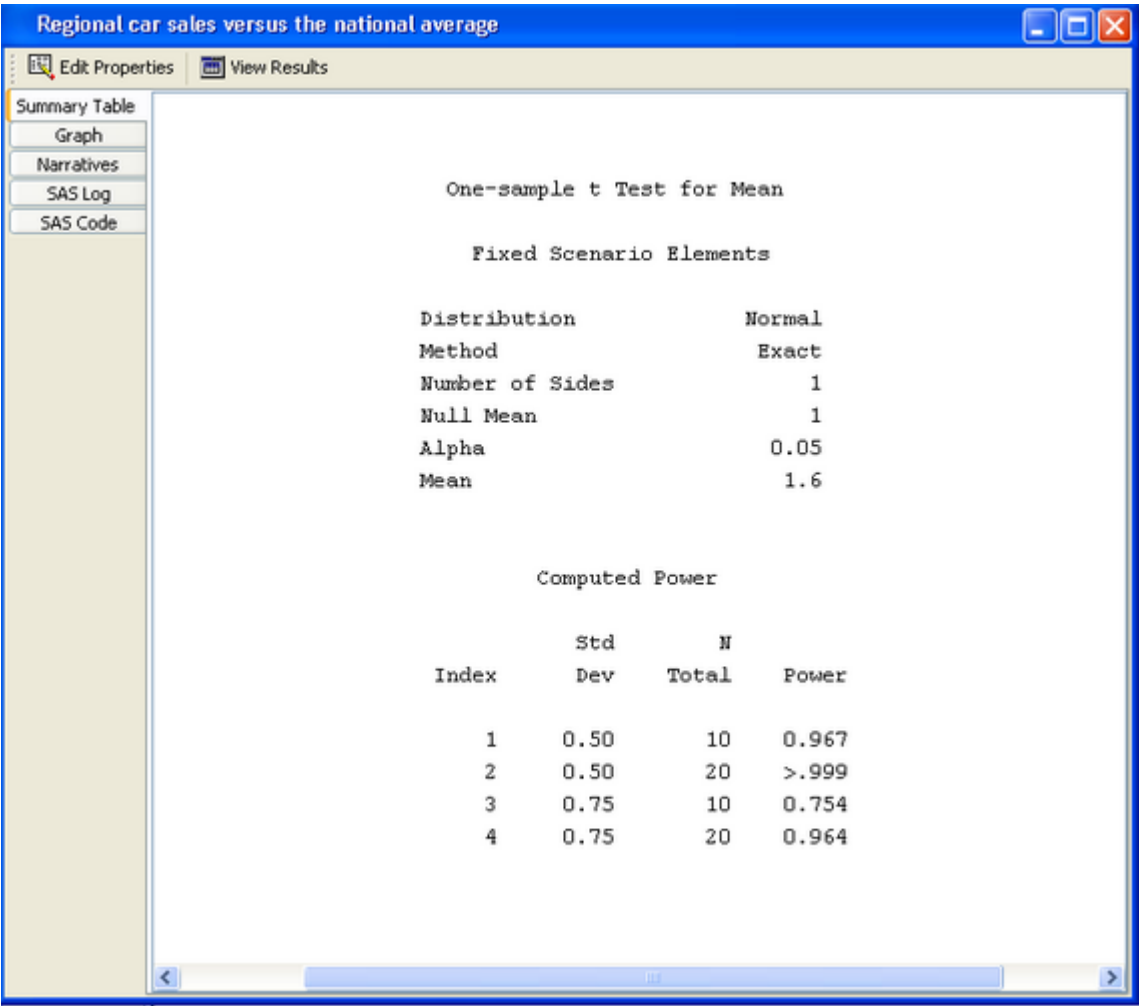 Regional car sales versus the national average
Edit Properties View Results
Summary Table
Graph
Narratives
SAS Log
SAS Code
One-sample t Test for Mean
Fixed Scenario Elements
Distribution Normal
Method Exact
Number of Sides 1
Null Mean 1
Alpha 0.05
Mean 1.6
Computed Power
Std N
Index Dev Total Power
1 0.50 10 0.967
2 0.50 20 >.999
3 0.75 10 0.754
4 0.75 20 0.964